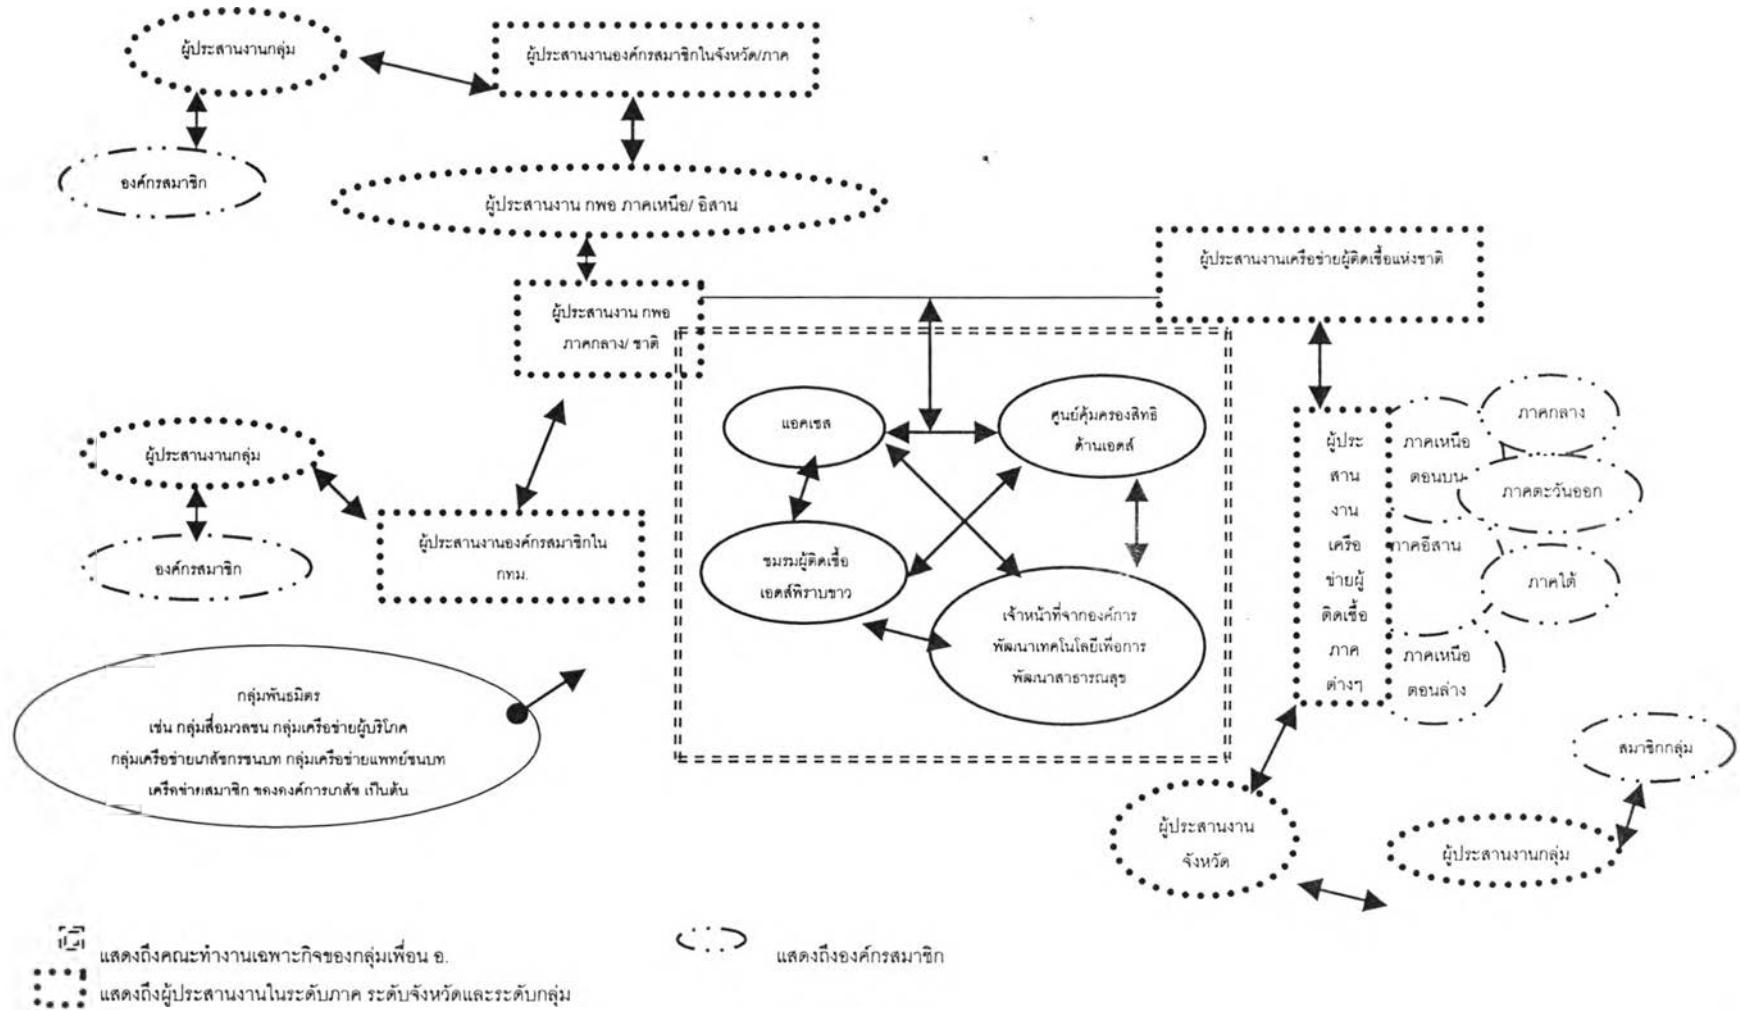 ผู้ประสานงานกลุ่ม
ผู้ประสานงานองค์กรสมาชิกในจังหวัด/ภาค
องค์กรสมาชิก
ผู้ประสานงาน กพอ ภาคเหนือ/ อิสาน
ผู้ประสานงานเครือข่ายผู้ติดเชื้อแห่งชาติ
ผู้ประสานงาน กพอ
ภาคกลาง/ ชาติ
แอคเซส
ศูนย์คุ้มครองสิทธิ
ด้านเอดส์
ชมรมผู้ติดเชื้อ
เอดส์พิราบขาว
เจ้าหน้าที่จากองค์การ
พัฒนาเทคโนโลยีเพื่อการ
พัฒนาสาธารณสุข
ผู้ประสานงานกลุ่ม
องค์กรสมาชิก
ผู้ประสานงานองค์กรสมาชิกใน
กทม.
กลุ่มพันธมิตร
เช่น กลุ่มสื่อมวลชน กลุ่มเครือข่ายผู้บริโภค
กลุ่มเครือข่ายเภสัชกรชนบท กลุ่มเครือข่ายแพทย์ชนบท
เครือข่ายสมาชิก ขององค์การเภสัช เป็นต้น
ผู้ประ
สาน
งาน
เครือ
ข่ายผู้
ติดเชื้อ
ภาค
ต่างๆ
ภาคเหนือ
ตอนบน
ภาคกลาง
ภาคตะวันออก
ภาคอีสาน
ภาคใต้
ภาคเหนือ
ตอนล่าง
ผู้ประสานงาน
จังหวัด
ผู้ประสานงานกลุ่ม
สมาชิกกลุ่ม
แสดงถึงคณะทำงานเฉพาะกิจของกลุ่มเพื่อน อ.
แสดงถึงองค์กรสมาชิก
แสดงถึงผู้ประสานงานในระดับภาค ระดับจังหวัดและระดับกลุ่ม